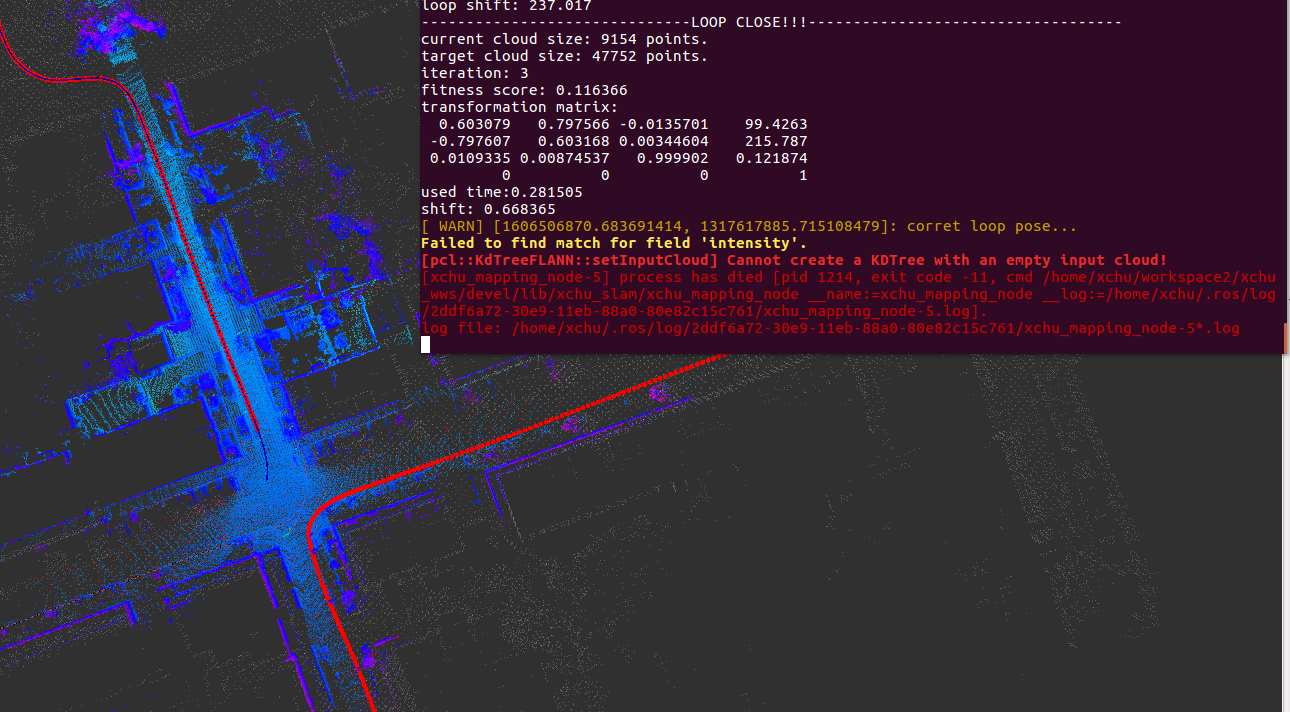 loop shift: 237.017
------------------------------LOOP CLOSE!!!-----------------------------------
current cloud size: 9154 points.
target cloud size: 47752 points.
iteration: 3
fitness score: 0.116366
transformation matrix:
0.603079 0.797566 -0.0135701 99.4263
-0.797607 0.603168 0.00344604 215.787
0.0109335 0.00874537 0.999902 0.121874
0 0 0 1
used time:0.281505
shift: 0.668365
[ WARN] [1606506870.683691414, 1317617885.715108479]: corret loop pose...
Failed to find match for field 'intensity'.
[pcl::KdTreeFLANN::setInputCloud] Cannot create a KDTree with an empty input cloud!
[xchu_mapping_node-5] process has died [pid 1214, exit code -11, cmd /home/xchu/workspace2/xchu
_wws/devel/lib/xchu_slam/xchu_mapping_node __name:=xchu_mapping_node __log:=/home/xchu/.ros/log
/2ddf6a72-30e9-11eb-88a0-80e82c15c761/xchu_mapping_node-5.log].
log file: /home/xchu/.ros/log/2ddf6a72-30e9-11eb-88a0-80e82c15c761/xchu_mapping_node-5*.log